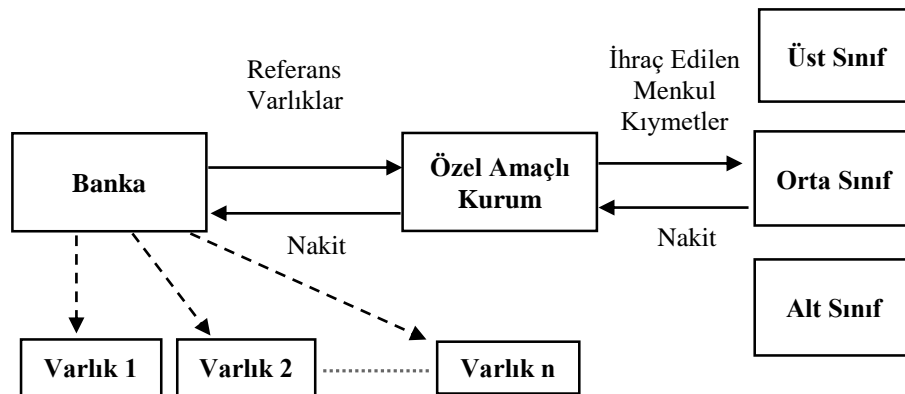 Üst Sınıf
Referans
Varlıklar
İhraç Edilen
Menkul
Kıymetler
Banka
Özel Amaçlı
Kurum
Orta Sınıf
Nakit
Nakit
Alt Sınıf
Varlık 1
Varlık 2
Varlık n